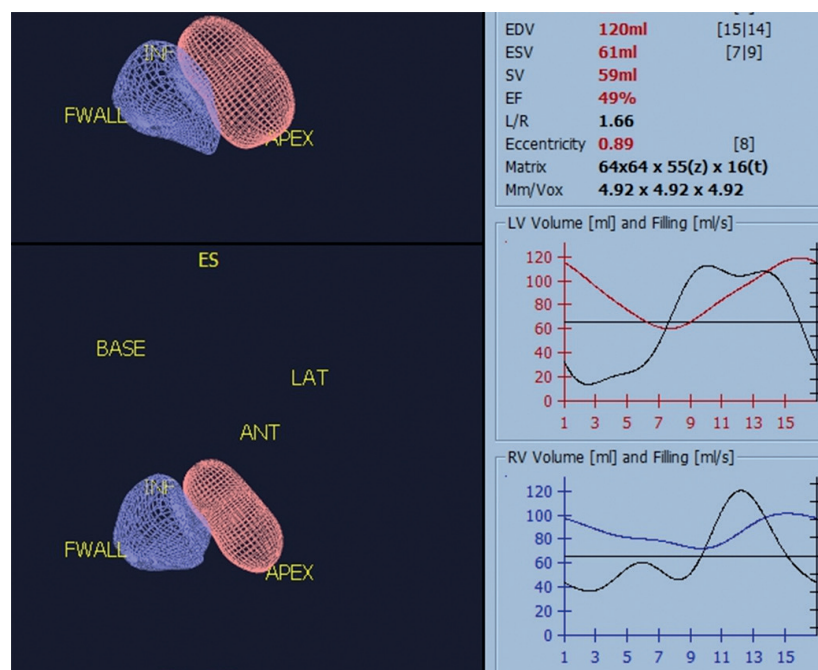 INF
FWALL
APEX
ES
BASE
LAT
ANT
INF
FWALL
APEX
EDV 120ml [15|14]
ESV 61ml [7|9]
SV 59ml
EF 49%
L/R 1.66
Eccentricity 0.89 [8]
Matrix 64x64 x 55(z) x 16(t)
Mm/Vox 4.92 x 4.92 x 4.92
LV Volume [ml] and Filling [ml/s]
120
100
80
60
40
20
0
1 3 5 7 9 11 13 15
RV Volume [ml] and Filling [ml/s]
120
100
80
60
40
20
0
1 3 5 7 9 11 13 15